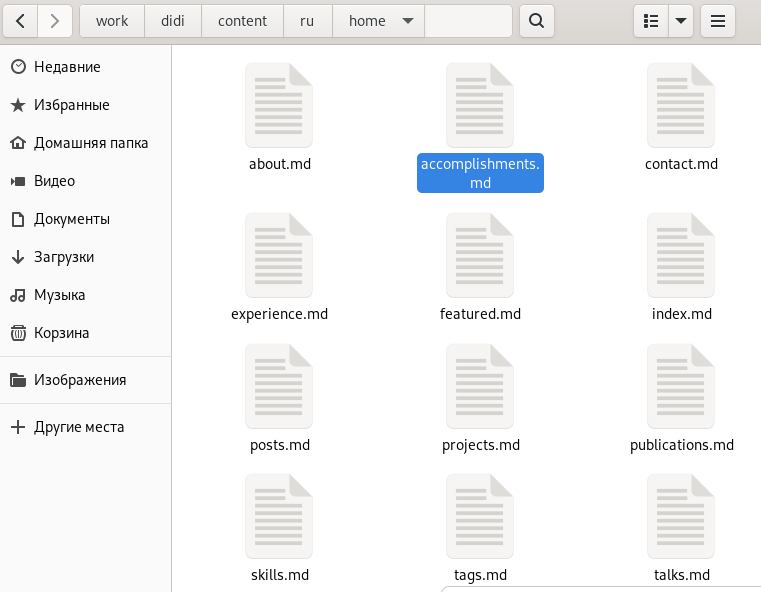 work didi content ru home
Недавние
Избранные
Домашняя папка
Видео
Документы
Загрузки
Музыка
Корзина
Изображения
Другие места
about.md
accomplishments.
md
contact.md
experience.md
featured.md
index.md
posts.md
projects.md
publications.md
skills.md
tags.md
talks.md